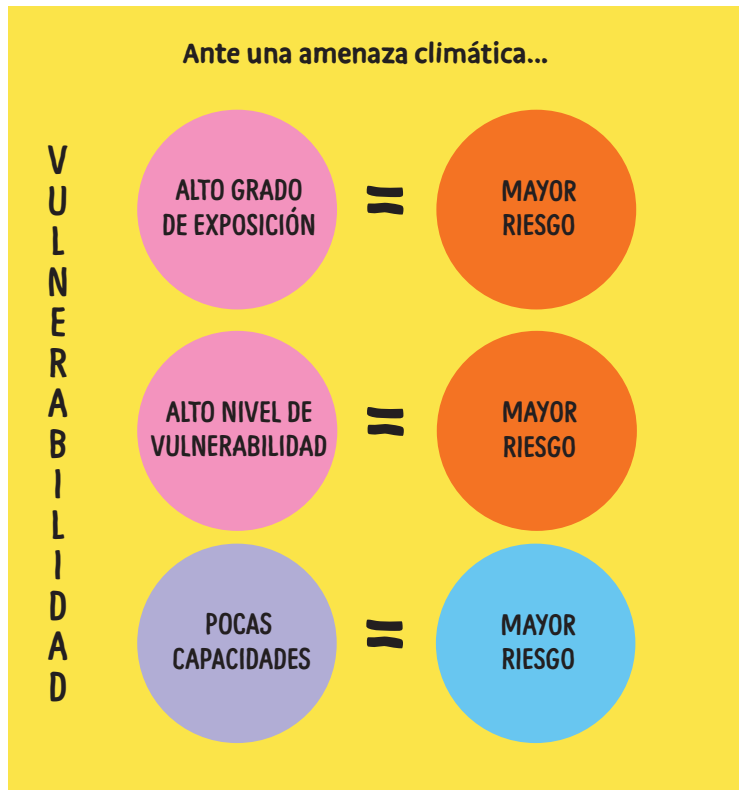 Ante una amenaza climática...
VULNERABILIDAD
ALTO GRADO
DE EXPOSICIÓN
=
MAYOR
RIESGO
ALTO NIVEL DE
VULNERABILIDAD
=
MAYOR
RIESGO
POCAS
CAPACIDADES
=
MAYOR
RIESGO